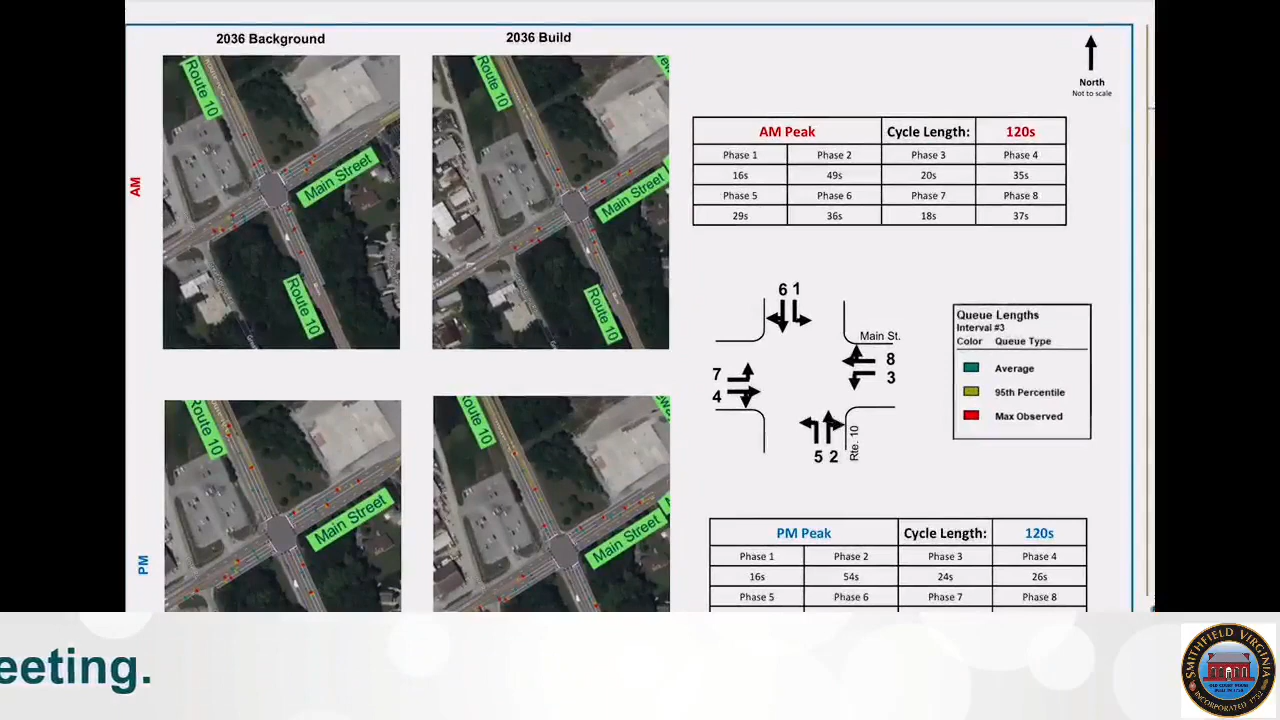 2036 Background
2036 Build
North
Not to scale
AM
Route 10
Main Street
Route 10
Route 10
Main Street
Route 10
AM Peak Cycle Length: 120s
Phase 1 Phase 2 Phase 3 Phase 4
16s 49s 20s 35s
Phase 5 Phase 6 Phase 7 Phase 8
29s 36s 18s 37s
6 1
Main St.
8
3
7
4
5 2
Rte. 10
Queue Lengths
Interval #3
Color Queue Type
Average
95th Percentile
Max Observed
PM
Route 10
Main Street
Route 10
Main Street
PM Peak Cycle Length: 120s
Phase 1 Phase 2 Phase 3 Phase 4
16s 54s 24s 26s
Phase 5 Phase 6 Phase 7 Phase 8
eeting.
SMITHFIELD VIRGINIA
INCORPORATED 1752